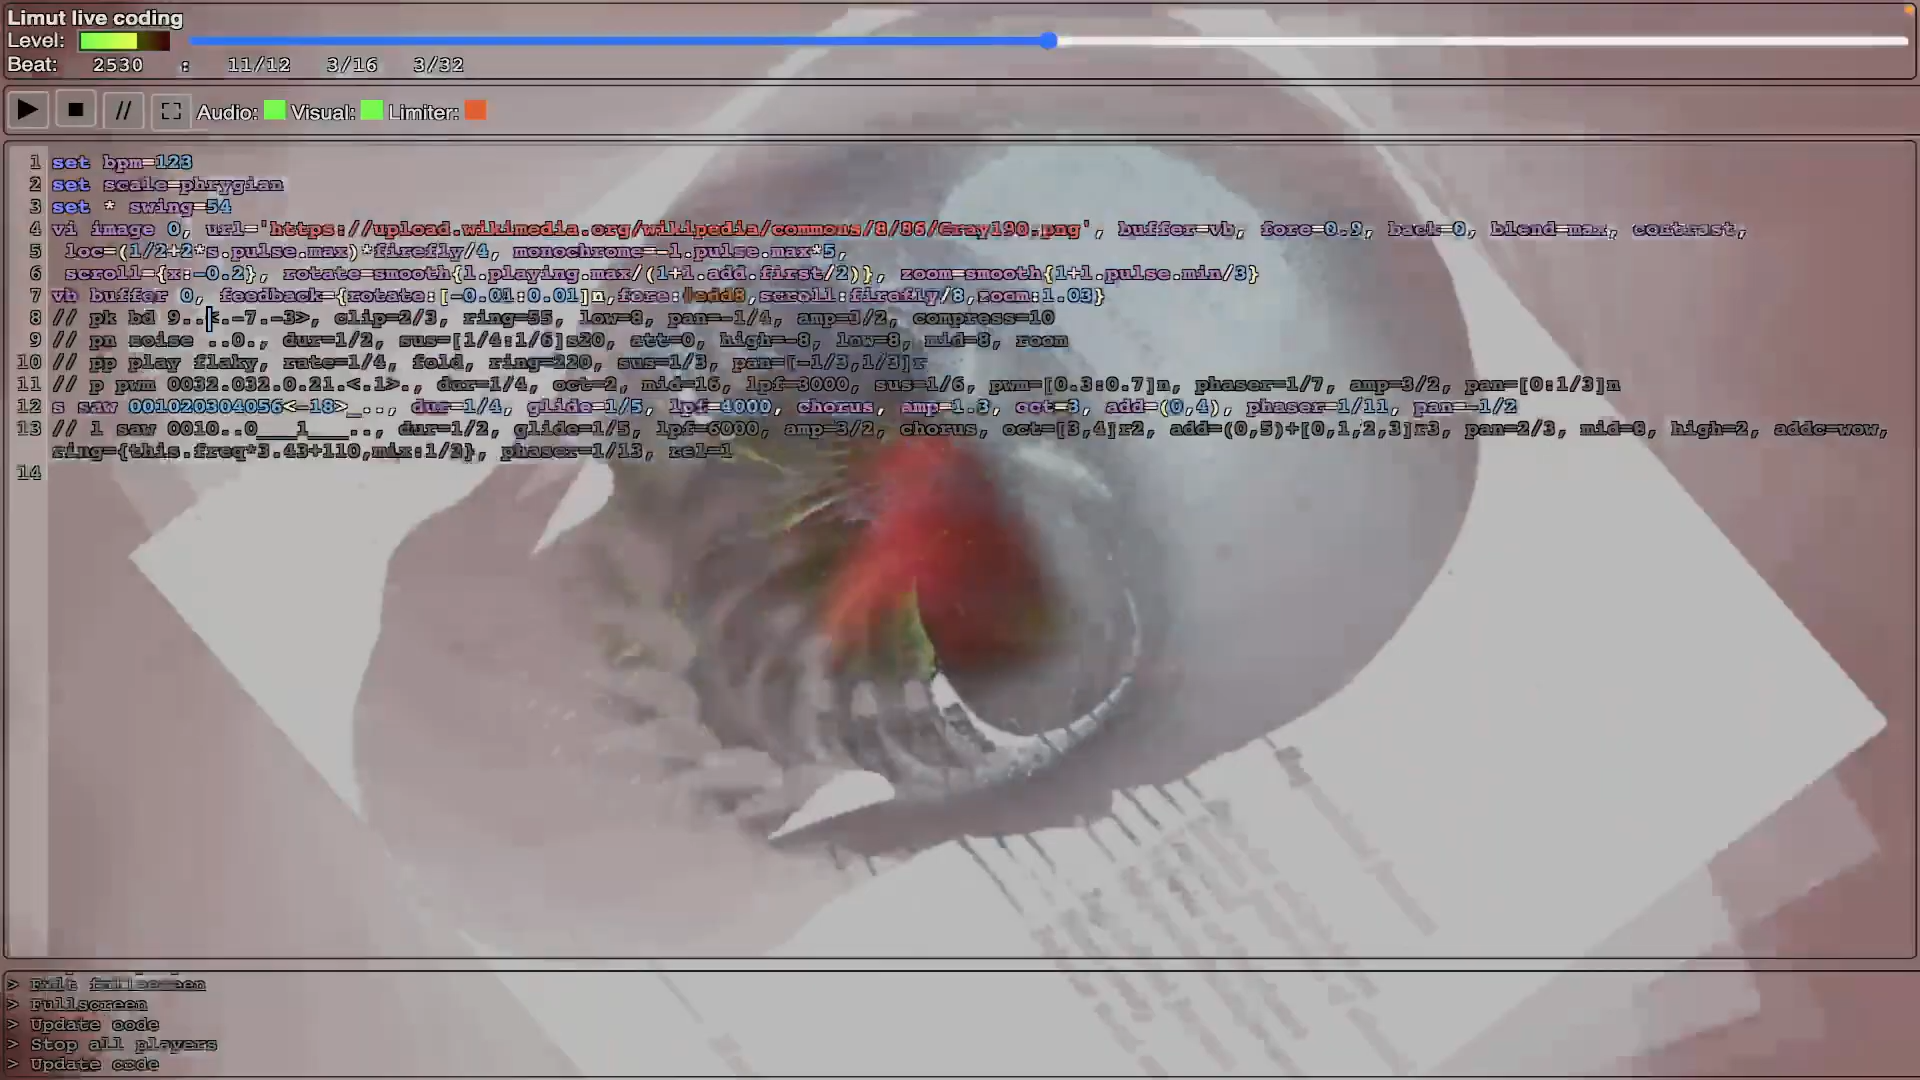 Limut live coding
Level:
Beat: 2530 : 11/12 3/16 3/32
// Audio: Visual: Limiter:
1 set bpm=123
2 set scale=phrygian
3 set * swing=54
4 vi image 0, url='https://upload.wikimedia.org/wikipedia/commons/8/86/Gray190.png', buffer=vb, fore=0.9, back=0, blend=max, contrast,
5 loc=(1/2+2*s.pulse.max)*firefly/4, monochrome=-l.pulse.max*5,
6 scroll={x:-0.2}, rotate=smooth{l.playing.max/(1+l.add.first/2)}, zoom=smooth{1+l.pulse.min/3}
7 vb buffer 0, feedback={rotate:[-0.01:0.01]n,fore:#edd8,scroll:firefly/8,zoom:1.03}
8 // pk bd 9..<.-7.-3>, clip=2/3, ring=55, low=8, pan=-1/4, amp=3/2, compress=10
9 // pn noise ..0., dur=1/2, sus=[1/4:1/6]s20, att=0, high=-8, low=8, mid=8, room
10 // pp play flaky, rate=1/4, fold, ring=220, sus=1/3, pan=[-1/3,1/3]r
11 // p pwm 0032.032.0.21.<.1>., dur=1/4, oct=2, mid=16, lpf=3000, sus=1/6, pwm=[0.3:0.7]n, phaser=1/7, amp=3/2, pan=[0:1/3]n
12 s saw 001020304056<-18>_.., dur=1/4, glide=1/5, lpf=4000, chorus, amp=1.3, oct=3, add=(0,4), phaser=1/11, pan=-1/2
13 // l saw 0010..0___1___.., dur=1/2, glide=1/5, lpf=6000, amp=3/2, chorus, oct=[3,4]r2, add=(0,5)+[0,1,2,3]r3, pan=2/3, mid=8, high=2, addc=wow,
ring={this.freq*3.43+110,mix:1/2}, phaser=1/13, rel=1
14
> Exit fullscreen
> Fullscreen
> Update code
> Stop all players
> Update code